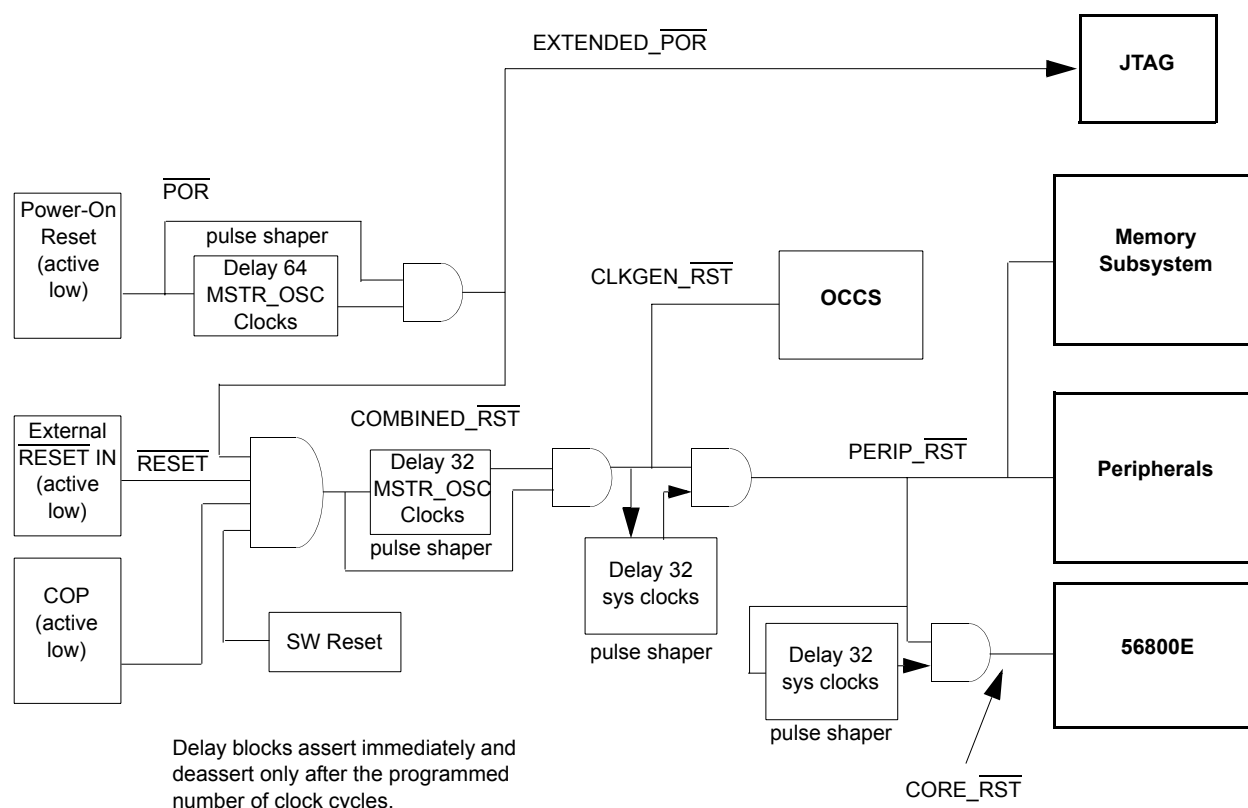 EXTENDED_POR
JTAG
POR
Power-On
Reset
(active
low)
pulse shaper
Delay 64
MSTR_OSC
Clocks
CLKGEN_RST
OCCS
Memory
Subsystem
External
RESET IN
(active
low)
RESET
COMBINED_RST
Delay 32
MSTR_OSC
Clocks
pulse shaper
PERIP_RST
Peripherals
COP
(active
low)
SW Reset
Delay 32
sys clocks
pulse shaper
Delay 32
sys clocks
pulse shaper
56800E
CORE_RST
Delay blocks assert immediately and
deassert only after the programmed
number of clock cycles.